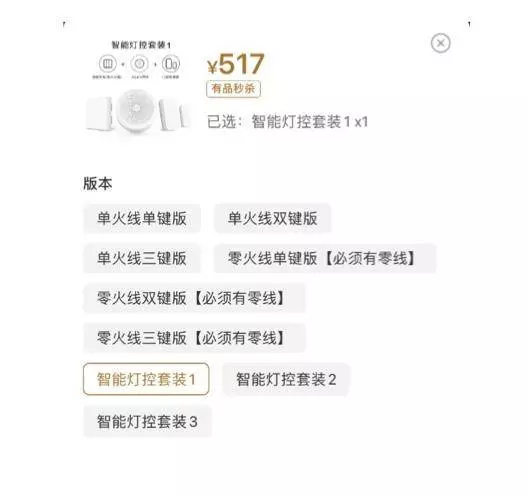 智能灯控套装1
¥517
有品秒杀
已选：智能灯控套装1 x1
版本
单火线单键版 单火线双键版
单火线三键版 零火线单键版【必须有零线】
零火线双键版【必须有零线】
零火线三键版【必须有零线】
智能灯控套装1 智能灯控套装2
智能灯控套装3